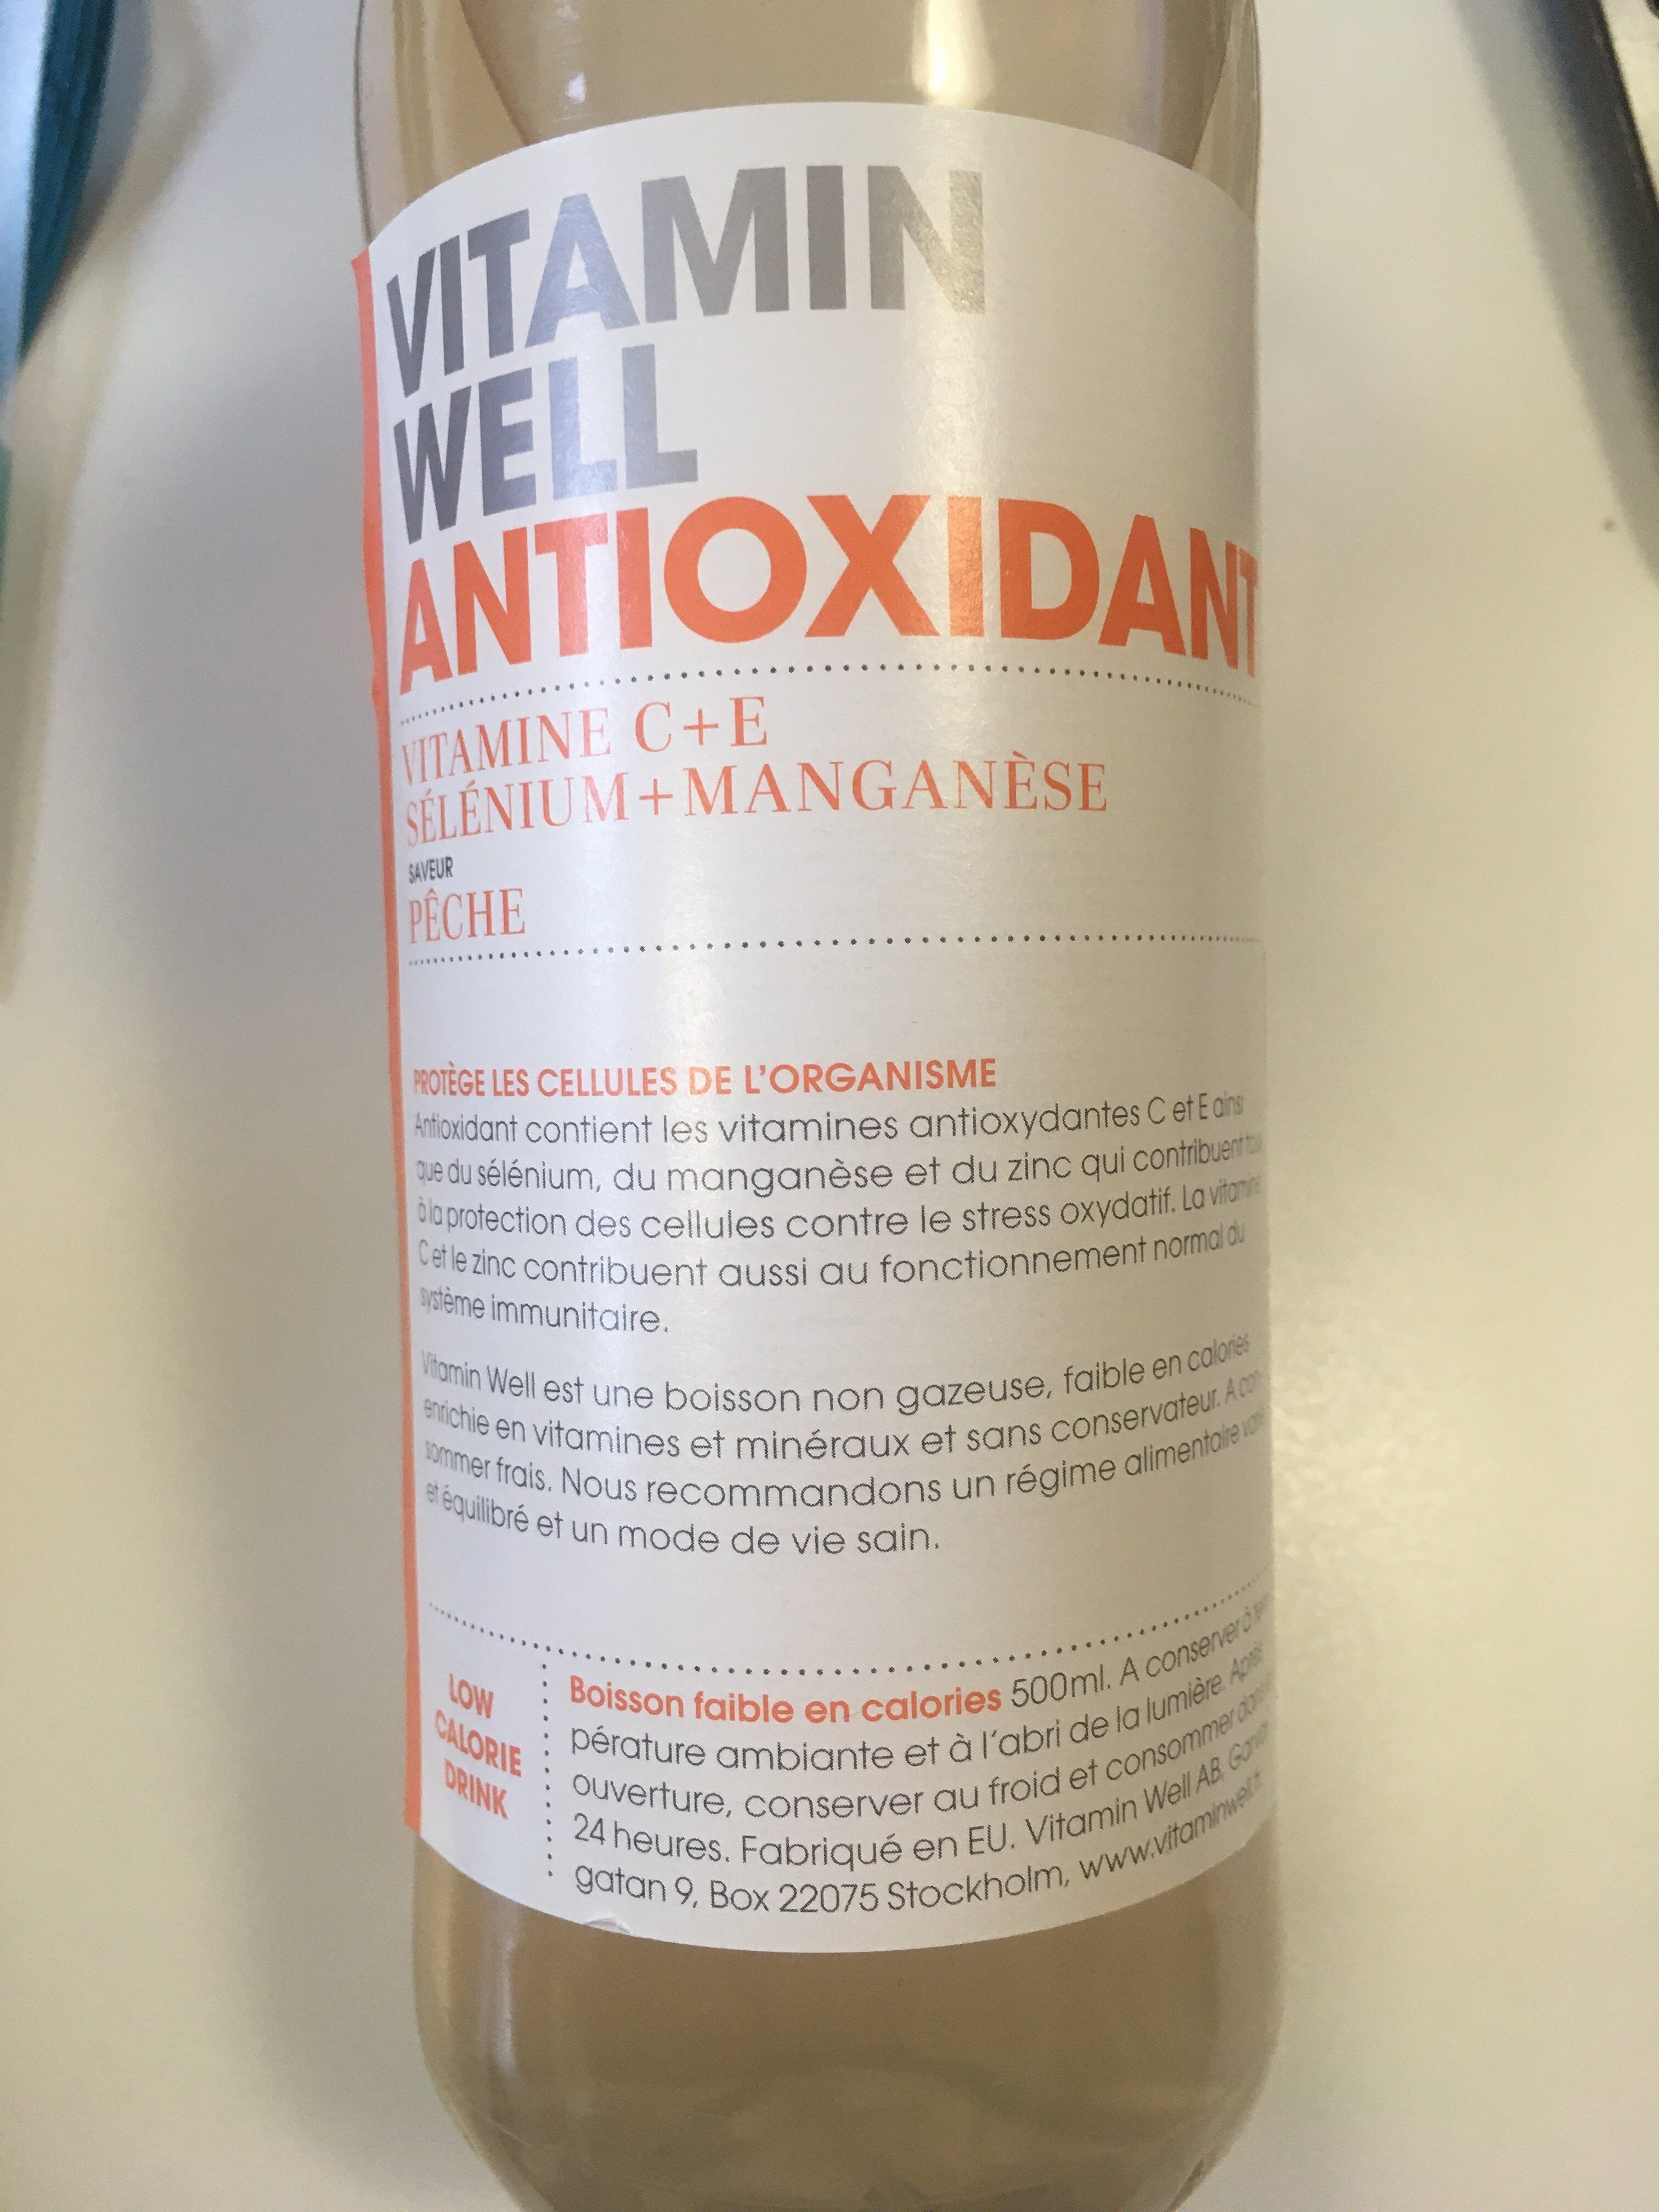 VITAMIN
WELL
ANTIOXIDANT
VITAMINE C+E
SÉLÉNIUM+MANGANÈSE
SAVEUR
PÊCHE
PROTÈGE LES CELLULES DE L'ORGANISME
Antioxidant contient les vitamines antioxydantes C et E ainsi
que du sélénium, du manganèse et du zinc qui contribuent
à la protection des cellules contre le stress oxydatif. La vitamine
C et le zinc contribuent aussi au fonctionnement normal du
système immunitaire.
Vitamin Well est une boisson non gazeuse, faible en calories
enrichie en vitamines et minéraux et sans conservateur. A con-
sommer frais. Nous recommandons un régime alimentaire varié
et équilibré et un mode de vie sain.
LOW
CALORIE
DRINK
Boisson faible en calories 500ml. A conserver à
pérature ambiante et à l'abri de la lumière. Après
ouverture, conserver au froid et consommer dans
24 heures. Fabriqué en EU. Vitamin Well AB,
gatan 9, Box 22075 Stockholm, www.vitaminwell.fr